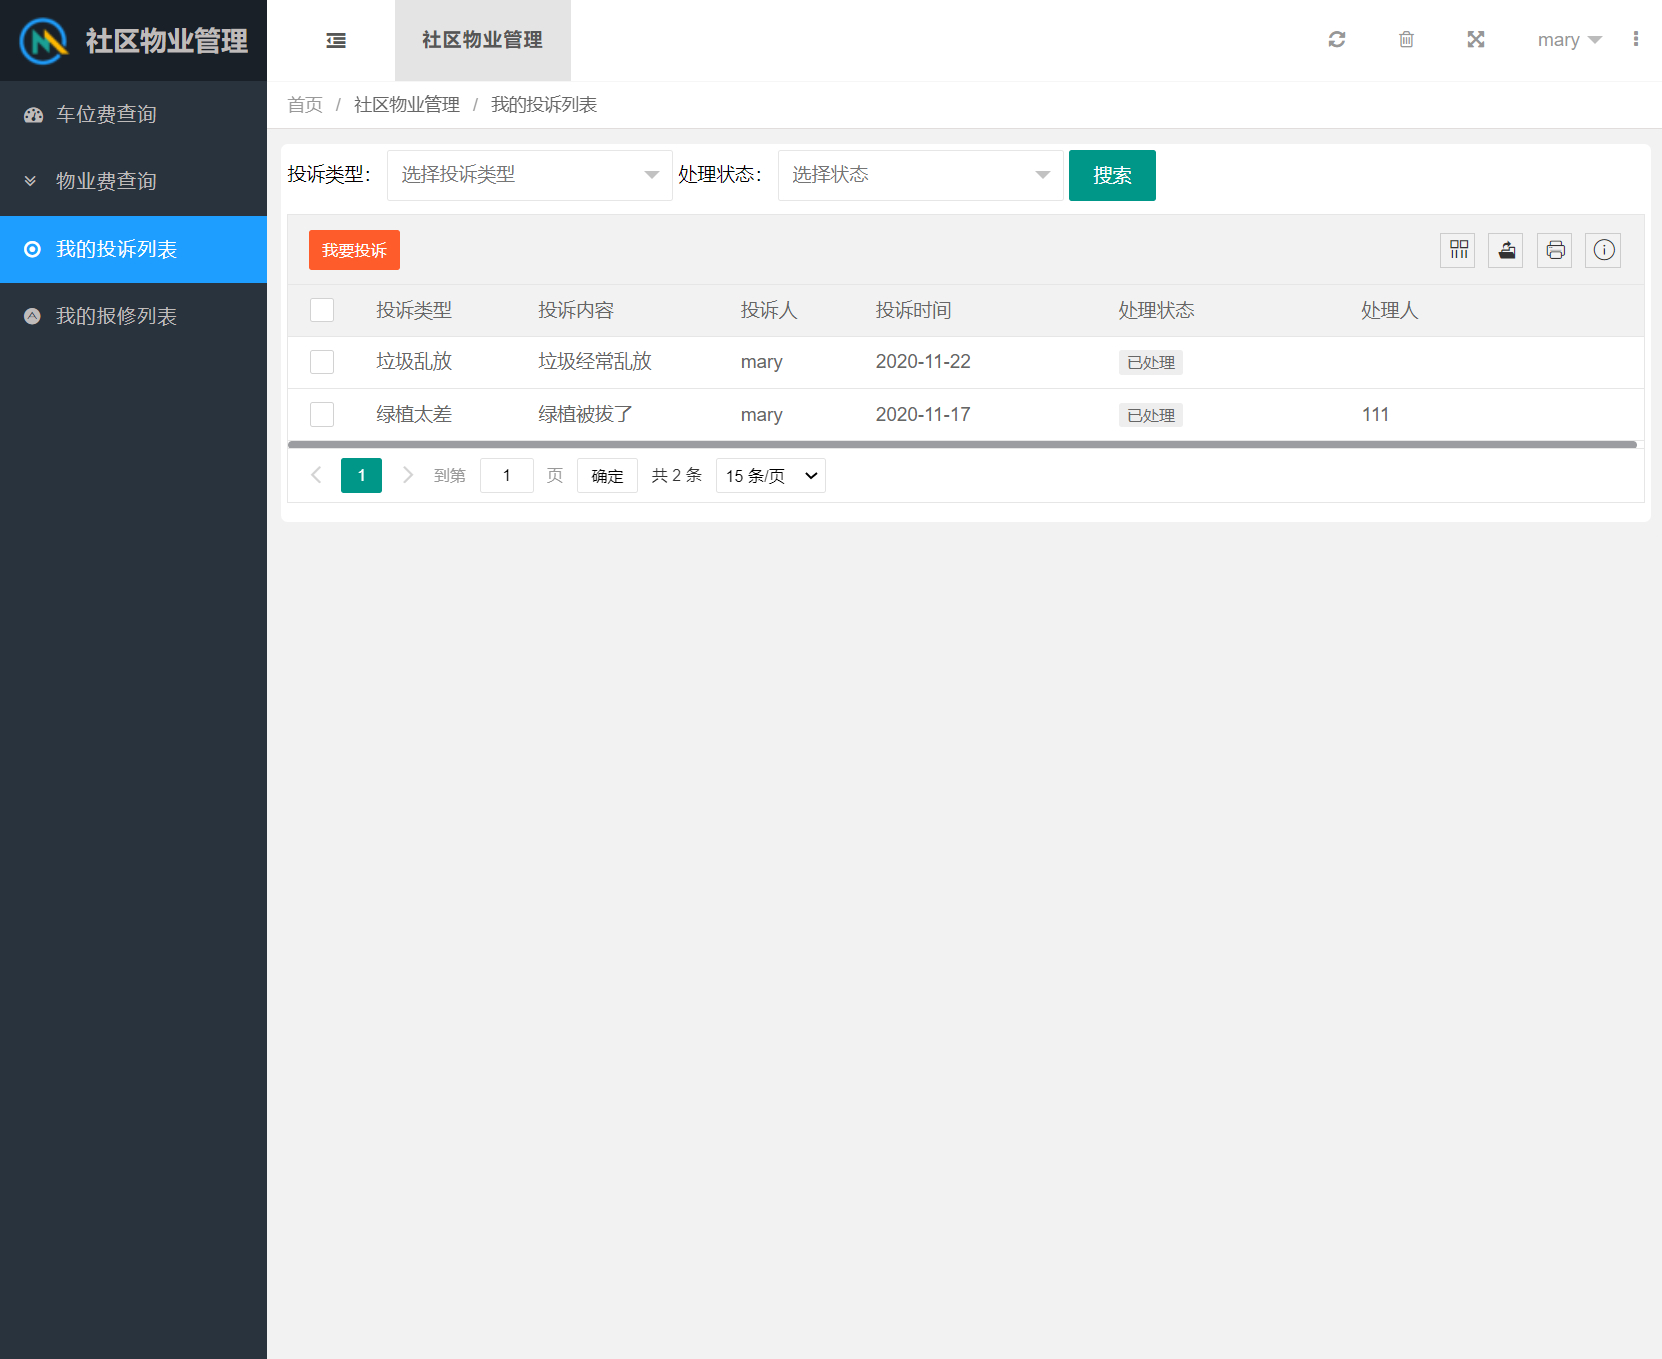 社区物业管理
社区物业管理
mary
首页 / 社区物业管理 / 我的投诉列表
车位费查询
物业费查询
我的投诉列表
我的报修列表
投诉类型： 选择投诉类型 处理状态： 选择状态 搜索
我要投诉
投诉类型 投诉内容 投诉人 投诉时间 处理状态 处理人
垃圾乱放 垃圾经常乱放 mary 2020-11-22 已处理
绿植太差 绿植被拔了 mary 2020-11-17 已处理 111
1 到第 1 页 确定 共 2 条 15 条/页